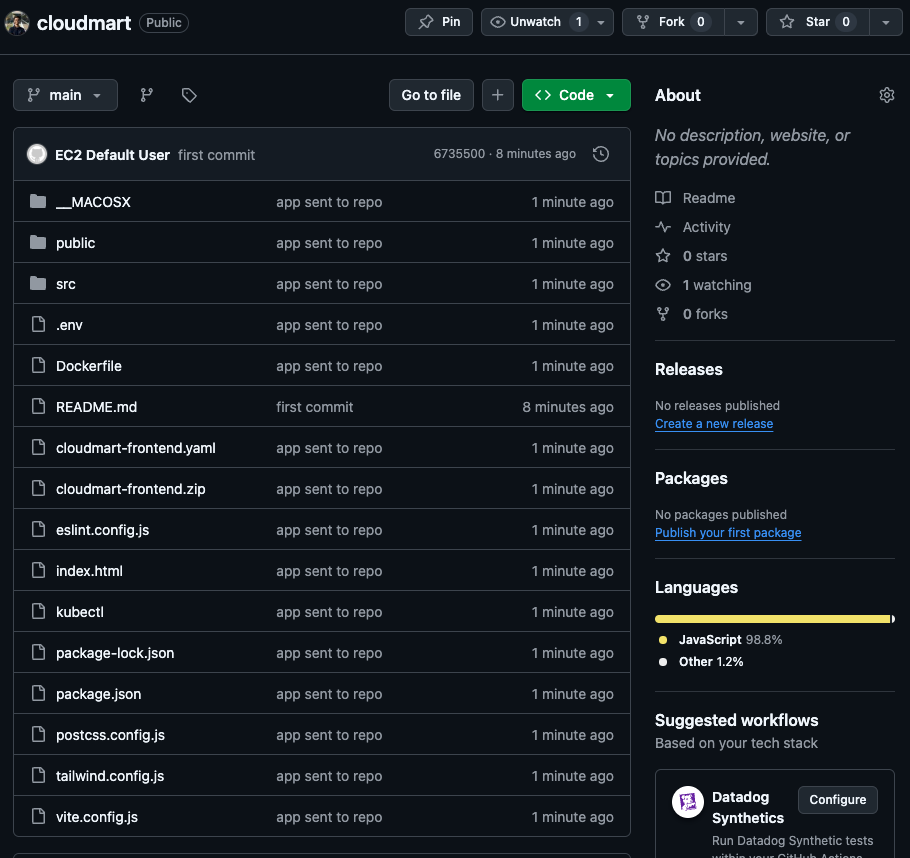 cloudmart Public Pin Unwatch 1 Fork 0 Star 0
main Go to file Code
EC2 Default User first commit 6735500 · 8 minutes ago
__MACOSX app sent to repo 1 minute ago
public app sent to repo 1 minute ago
src app sent to repo 1 minute ago
.env app sent to repo 1 minute ago
Dockerfile app sent to repo 1 minute ago
README.md first commit 8 minutes ago
cloudmart-frontend.yaml app sent to repo 1 minute ago
cloudmart-frontend.zip app sent to repo 1 minute ago
eslint.config.js app sent to repo 1 minute ago
index.html app sent to repo 1 minute ago
kubectl app sent to repo 1 minute ago
package-lock.json app sent to repo 1 minute ago
package.json app sent to repo 1 minute ago
postcss.config.js app sent to repo 1 minute ago
tailwind.config.js app sent to repo 1 minute ago
vite.config.js app sent to repo 1 minute ago
About
No description, website, or
topics provided.
Readme
Activity
0 stars
1 watching
0 forks
Releases
No releases published
Create a new release
Packages
No packages published
Publish your first package
Languages
JavaScript 98.8%
Other 1.2%
Suggested workflows
Based on your tech stack
Datadog Configure
Synthetics
Run Datadog Synthetic tests
within your GitHub Actions